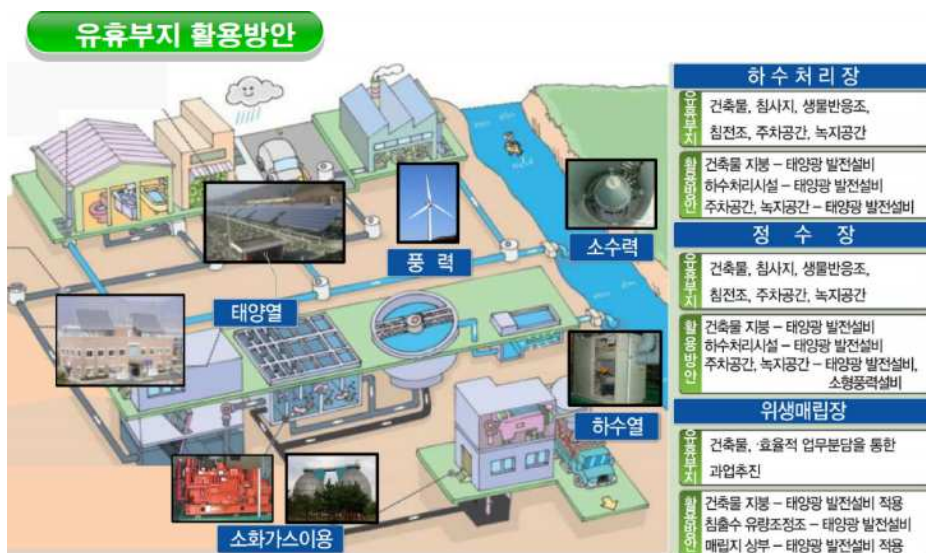 유휴부지 활용방안
태양열
풍 력
소수력
하수열
소화가스이용
하 수 처 리 장
유휴부지
건축물, 침사지, 생물반응조,
침전조, 주차공간, 녹지공간
활용방안
건축물 지붕 – 태양광 발전설비
하수처리시설 – 태양광 발전설비
주차공간, 녹지공간 – 태양광 발전설비
정 수 장
유휴부지
건축물, 침사지, 생물반응조,
침전조, 주차공간, 녹지공간
활용방안
건축물 지붕 – 태양광 발전설비
하수처리시설 – 태양광 발전설비
주차공간, 녹지공간 – 태양광 발전설비,
소형풍력설비
위생매립장
유휴부지
건축물, ·효율적 업무분담을 통한
과업추진
활용방안
건축물 지붕 – 태양광 발전설비 적용
침출수 유량조정조 – 태양광 발전설비
매립지 상부 – 태양광 발전설비 적용